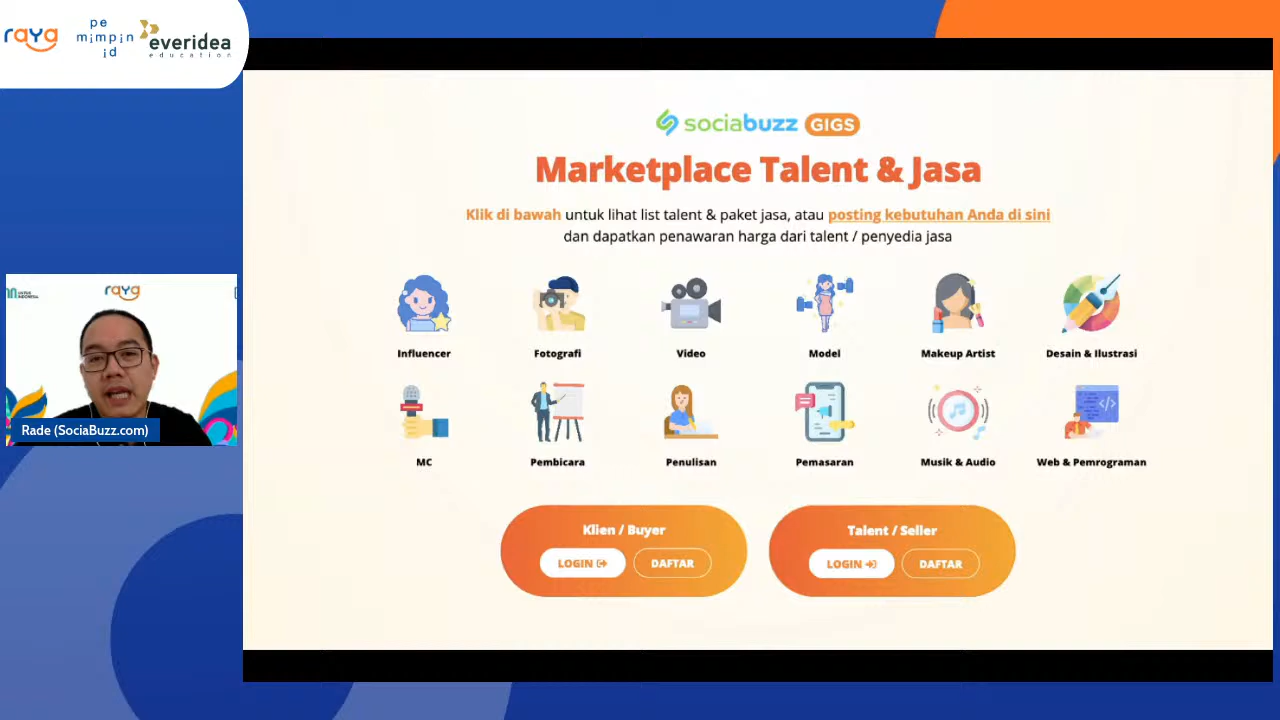 raya
pe
mimpin
id
everidea
education
sociabuzz GIGS
Marketplace Talent & Jasa
Klik di bawah untuk lihat list talent & paket jasa, atau posting kebutuhan Anda di sini
dan dapatkan penawaran harga dari talent / penyedia jasa
Influencer
Fotografi
Video
Model
Makeup Artist
Desain & Ilustrasi
MC
Pembicara
Penulisan
Pemasaran
Musik & Audio
Web & Pemrograman
Klien / Buyer
LOGIN
DAFTAR
Talent / Seller
LOGIN
DAFTAR
raya
Rade (SociaBuzz.com)